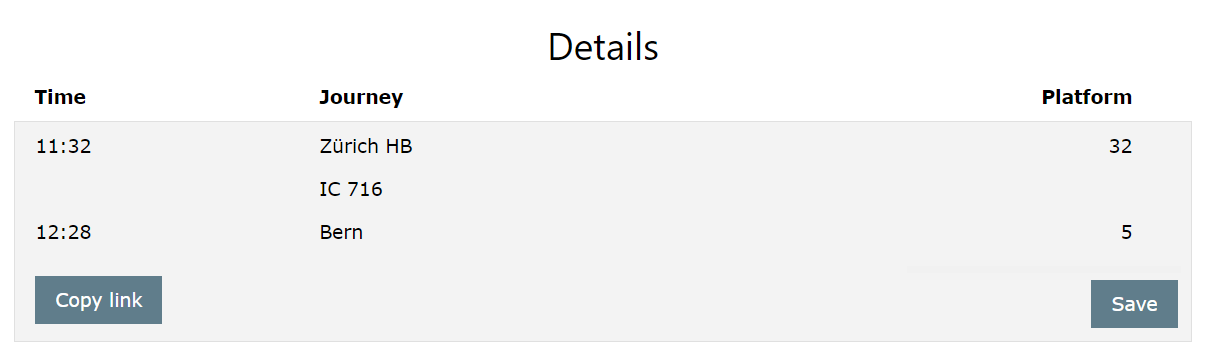 Details
Time Journey Platform
11:32 Zürich HB 32
IC 716
12:28 Bern 5
Copy link Save